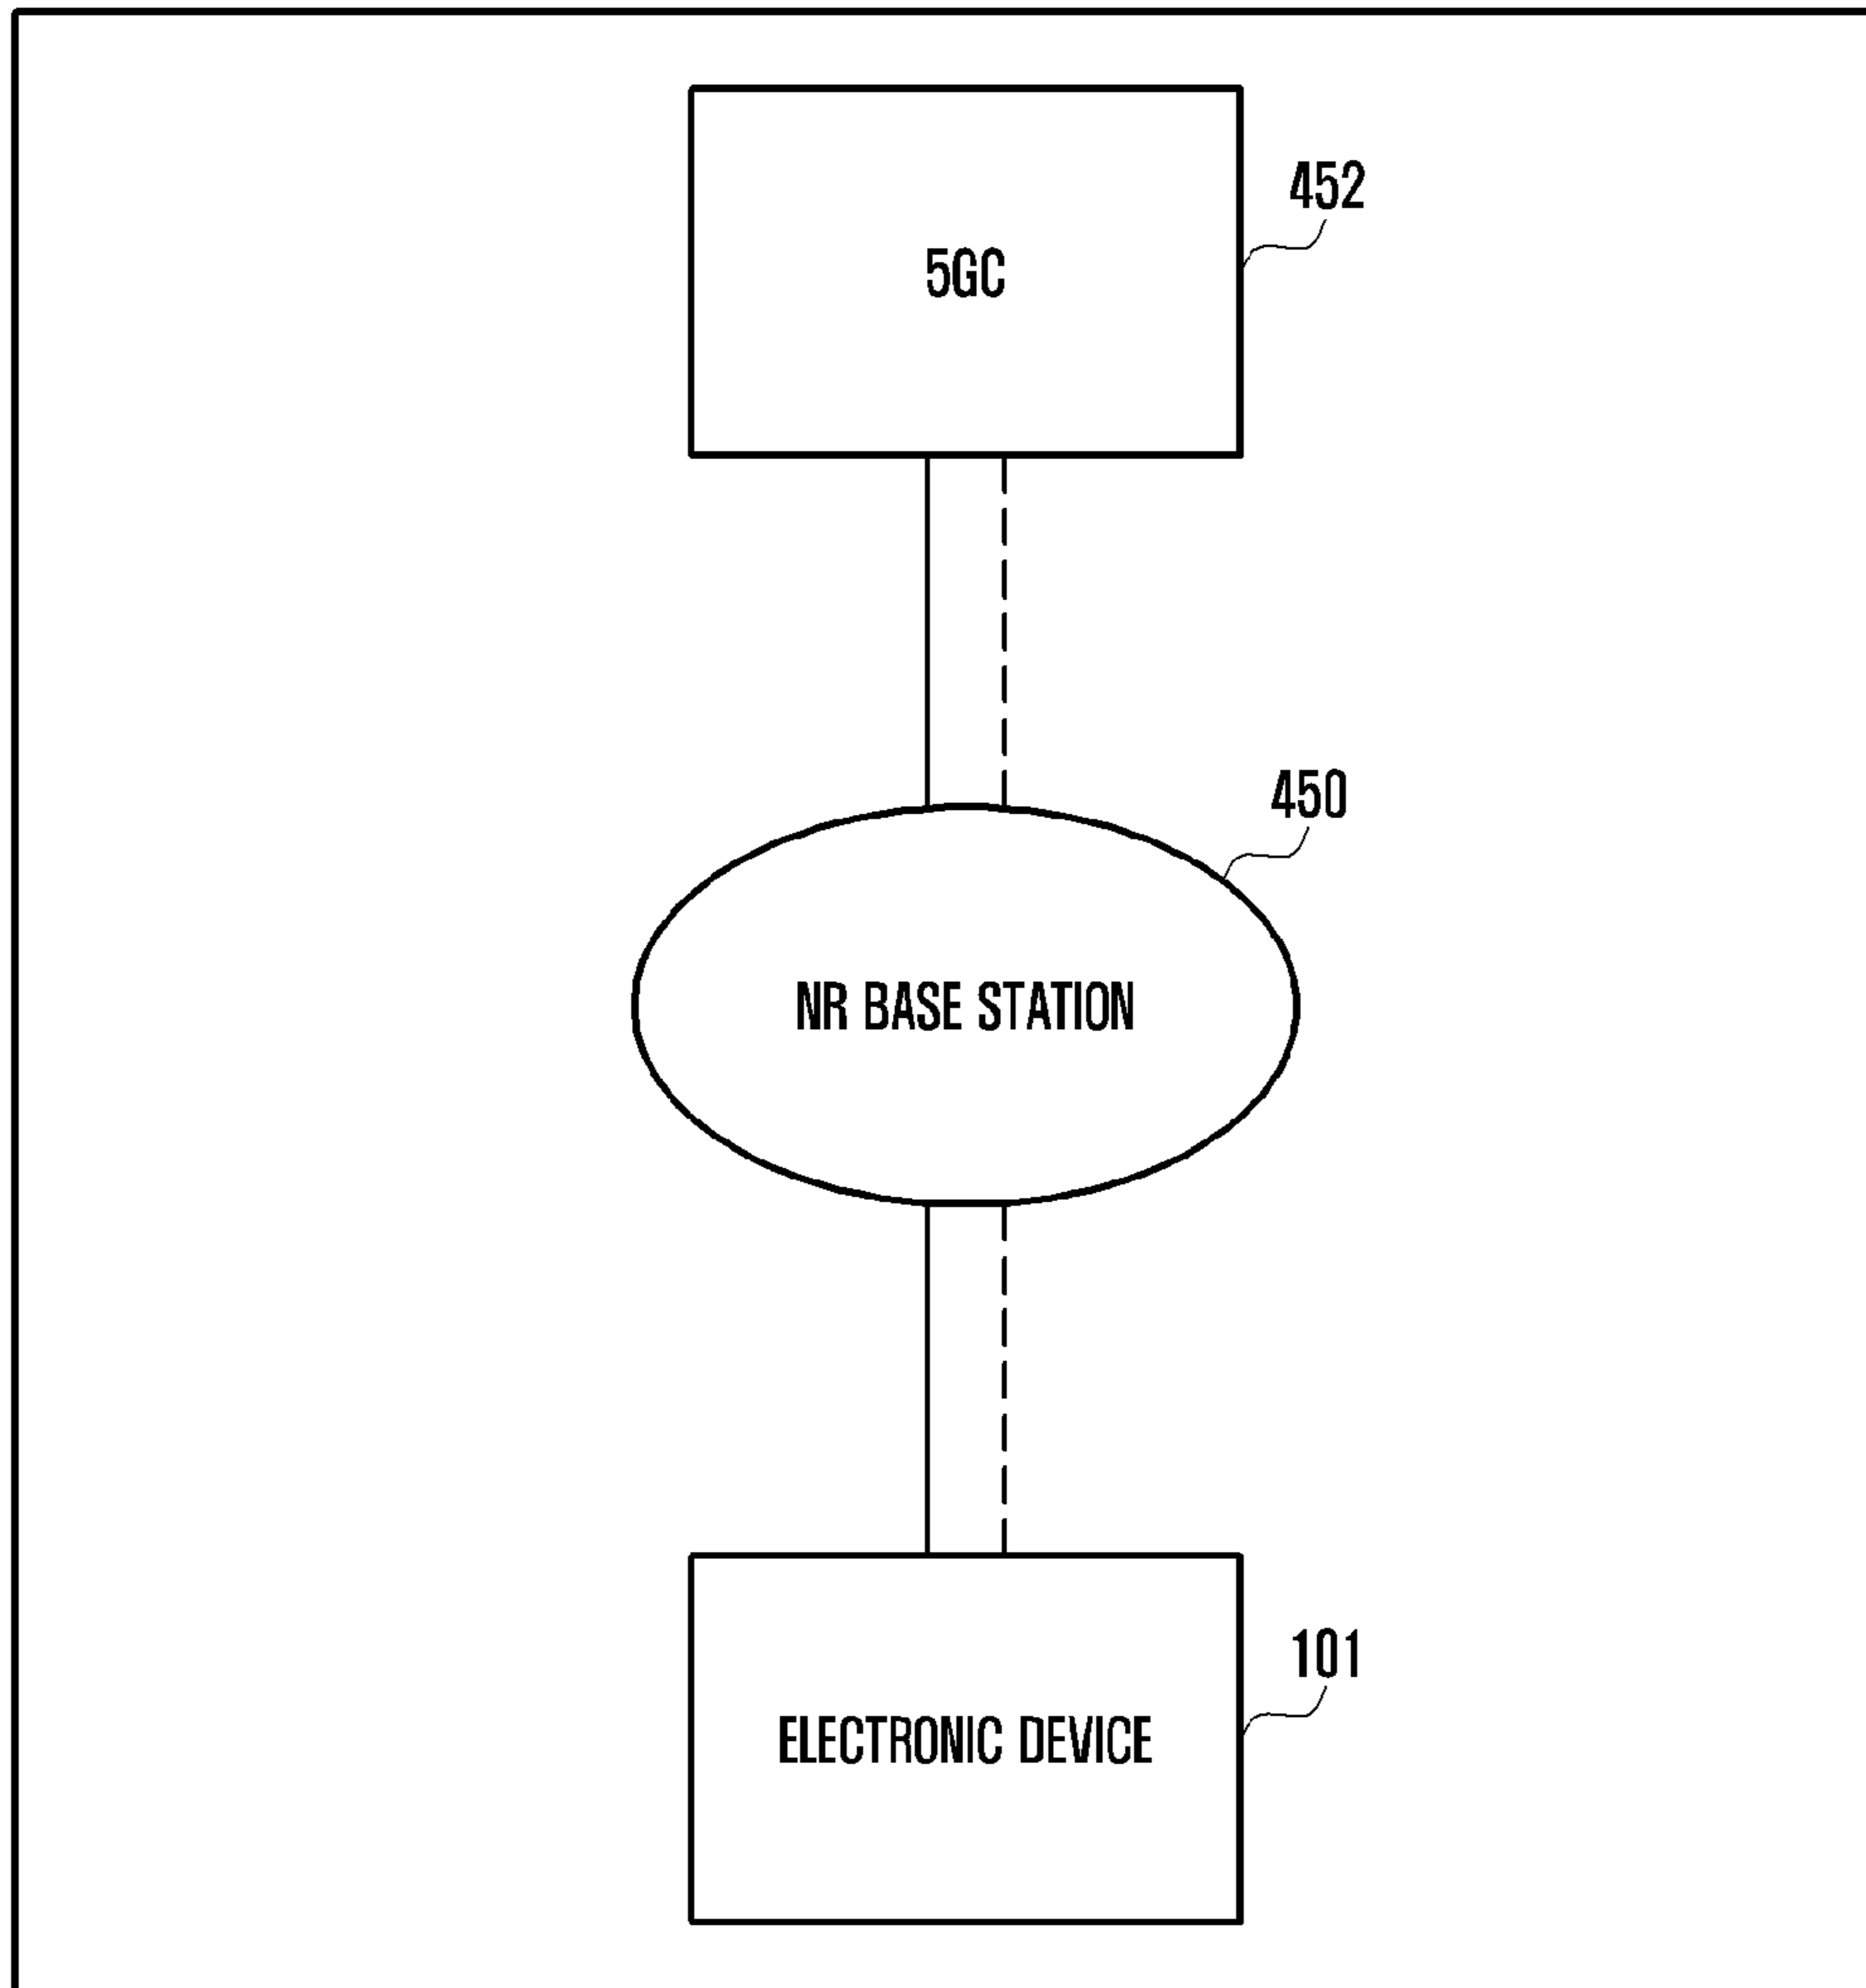 452
5GC
450
NR BASE STATION
101
ELECTRONIC DEVICE